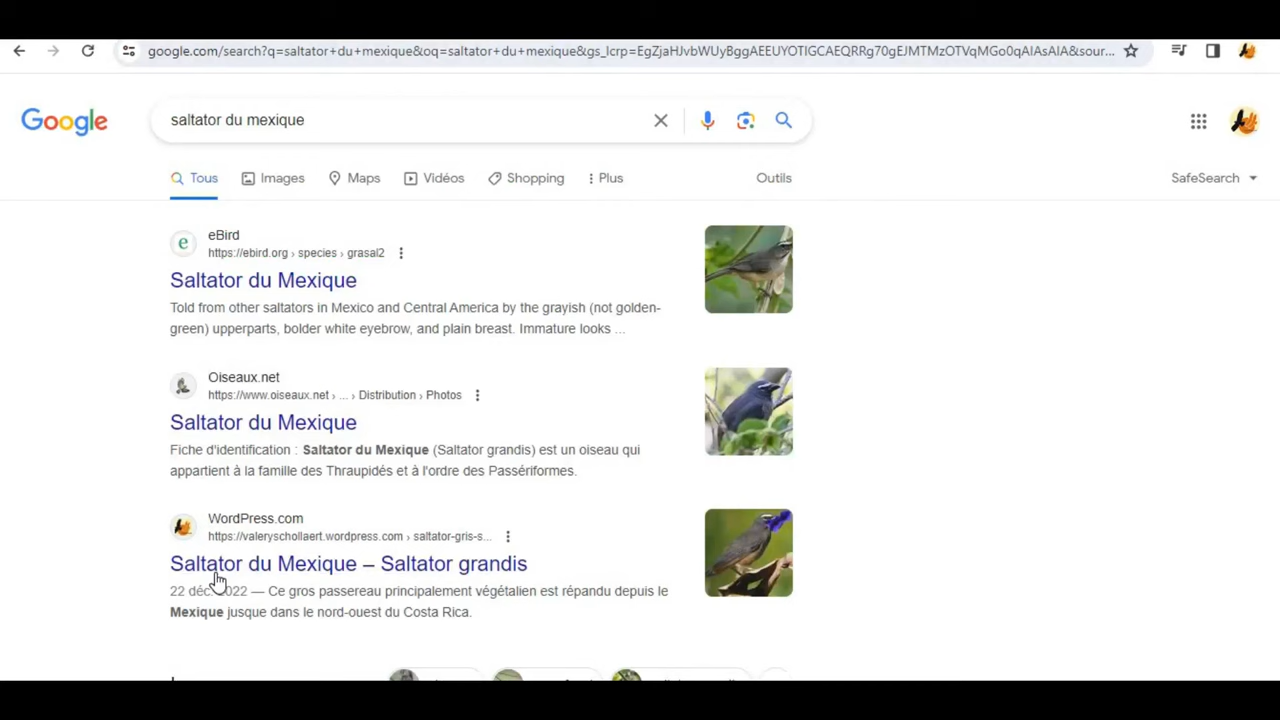 google.com/search?q=saltator+du+mexique&oq=saltator+du+mexique&gs_lcrp=EgZjaHJvbWUyBggAEEUYOTIGCAEQRRg70gEJMTMzOTVqMGo0qAIAsAIA&sour...
Google
saltator du mexique
Tous
Images
Maps
Vidéos
Shopping
Plus
Outils
SafeSearch
eBird
https://ebird.org › species › grasal2
Saltator du Mexique
Told from other saltators in Mexico and Central America by the grayish (not golden-
green) upperparts, bolder white eyebrow, and plain breast. Immature looks ...
Oiseaux.net
https://www.oiseaux.net › ... › Distribution › Photos
Saltator du Mexique
Fiche d'identification : Saltator du Mexique (Saltator grandis) est un oiseau qui
appartient à la famille des Thraupidés et à l'ordre des Passériformes.
WordPress.com
https://valeryschollaert.wordpress.com › saltator-gris-s...
Saltator du Mexique – Saltator grandis
22 déc. 2022 — Ce gros passereau principalement végétalien est répandu depuis le
Mexique jusque dans le nord-ouest du Costa Rica.